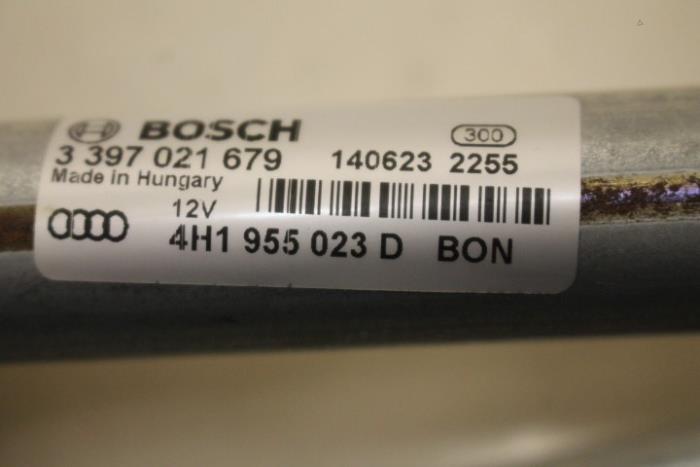 BOSCH 300
3 397 021 679 140623 2255
Made in Hungary
12V
4H1 955 023 D BON